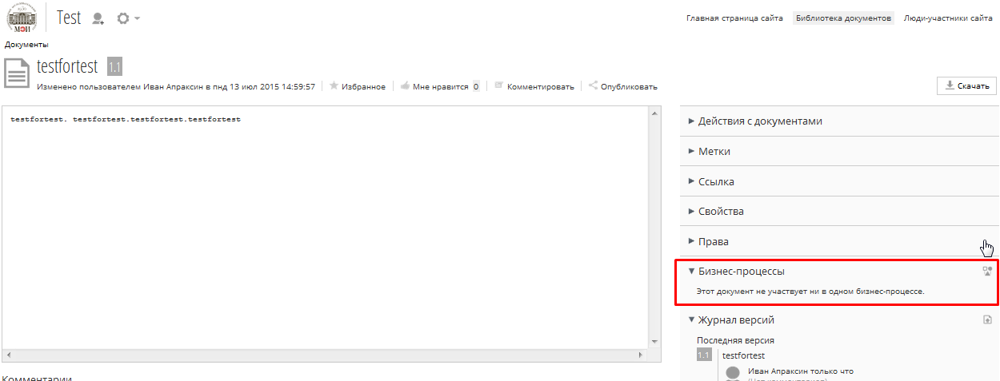 МЭИ
Test
Главная страница сайта Библиотека документов Люди-участники сайта
Документы
testfortest 1.1
Изменено пользователем Иван Апраксин в пнд 13 июл 2015 14:59:57 Избранное Мне нравится 0 Комментировать Опубликовать
Скачать
testfortest. testfortest.testfortest.testfortest
Действия с документами
Метки
Ссылка
Свойства
Права
Бизнес-процессы
Этот документ не участвует ни в одном бизнес-процессе.
Журнал версий
Последняя версия
1.1 testfortest
Иван Апраксин только что
(Нет комментариев)
Комментарии